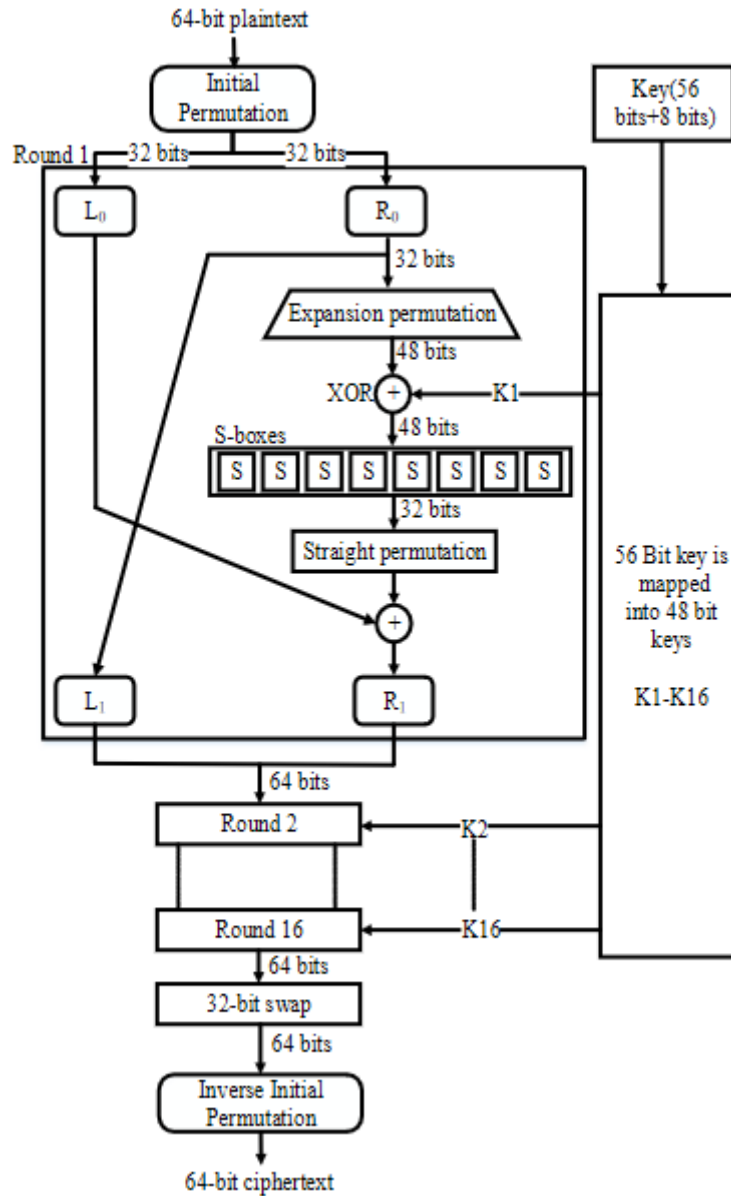 64-bit plaintext
Initial
Permutation
Key(56
bits+8 bits)
Round 1
32 bits
32 bits
L₀
R₀
32 bits
Expansion permutation
48 bits
XOR
+
K1
48 bits
S-boxes
S S S S S S S S
32 bits
Straight permutation
+
56 Bit key is
mapped
into 48 bit
keys
K1-K16
L₁
R₁
64 bits
Round 2
K2
Round 16
K16
64 bits
32-bit swap
64 bits
Inverse Initial
Permutation
64-bit ciphertext